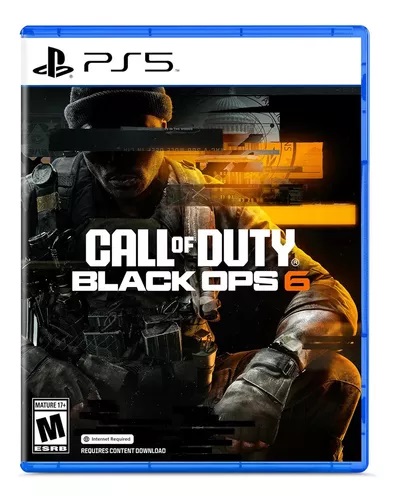 PS5
CALL OF DUTY
BLACK OPS 6
MATURE 17+
M
ESRB
Internet Required
REQUIRES CONTENT DOWNLOAD